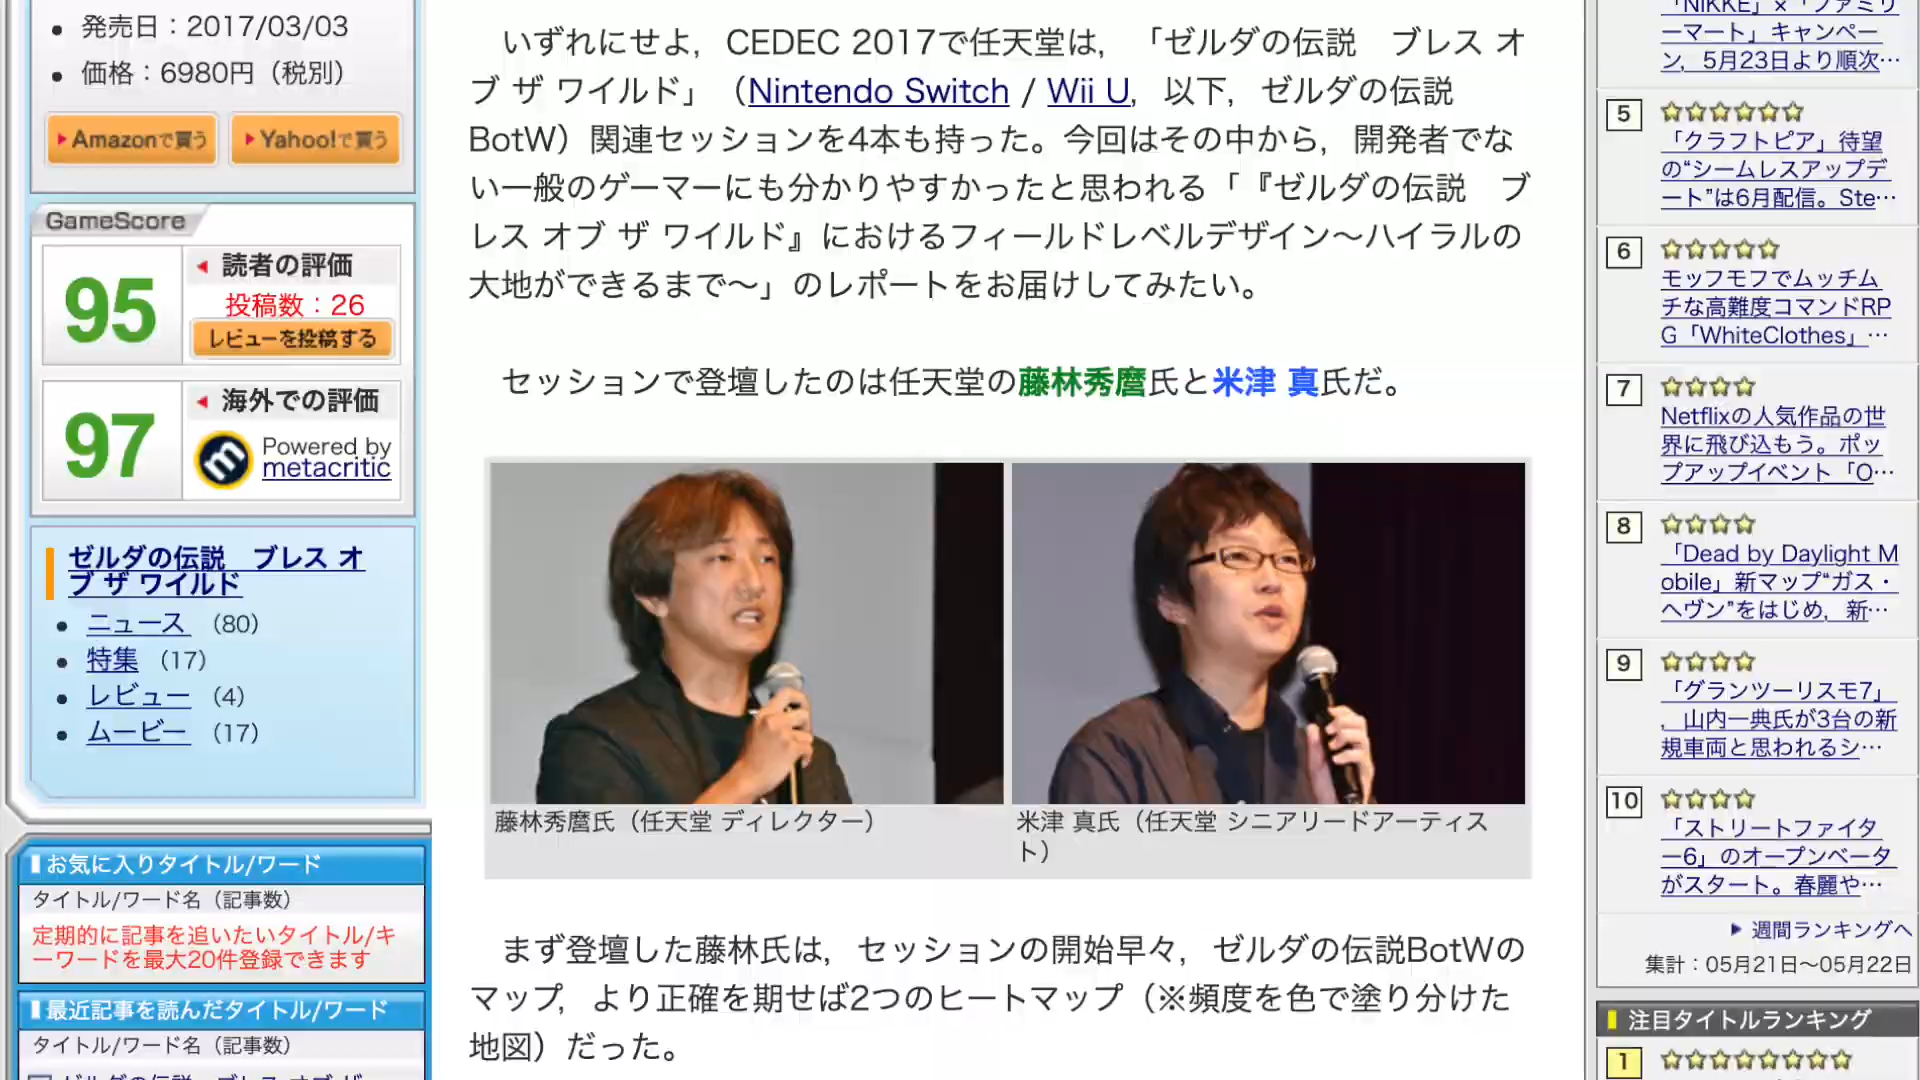 発売日：2017/03/03
価格：6980円（税別）
Amazonで買う
Yahoo!で買う
GameScore
95
読者の評価
投稿数：26
レビューを投稿する
97
海外での評価
Powered by
metacritic
ゼルダの伝説　ブレス オ
ブ ザ ワイルド
ニュース （80）
特集 （17）
レビュー （4）
ムービー （17）
お気に入りタイトル/ワード
タイトル/ワード名（記事数）
定期的に記事を追いたいタイトル/キ
ーワードを最大20件登録できます
最近記事を読んだタイトル/ワード
タイトル/ワード名（記事数）
いずれにせよ，CEDEC 2017で任天堂は，「ゼルダの伝説　ブレス オ
ブ ザ ワイルド」（Nintendo Switch / Wii U，以下，ゼルダの伝説
BotW）関連セッションを4本も持った。今回はその中から，開発者でな
い一般のゲーマーにも分かりやすかったと思われる「『ゼルダの伝説　ブ
レス オブ ザ ワイルド』におけるフィールドレベルデザイン～ハイラルの
大地ができるまで～」のレポートをお届けしてみたい。
セッションで登壇したのは任天堂の藤林秀麿氏と米津 真氏だ。
藤林秀麿氏（任天堂 ディレクター）
米津 真氏（任天堂 シニアリードアーティス
ト）
まず登壇した藤林氏は，セッションの開始早々，ゼルダの伝説BotWの
マップ，より正確を期せば2つのヒートマップ（※頻度を色で塗り分けた
地図）だった。
「NIKKE」×「ファミリ
ーマート」キャンペー
ン，5月23日より順次…
5
「クラフトピア」待望
の“シームレスアップデ
ート”は6月配信。Ste…
6
モッフモフでムッチム
チな高難度コマンドRP
G「WhiteClothes」…
7
Netflixの人気作品の世
界に飛び込もう。ポッ
プアップイベント「O…
8
「Dead by Daylight M
obile」新マップ“ガス・
ヘヴン”をはじめ，新…
9
「グランツーリスモ7」
，山内一典氏が3台の新
規車両と思われるシ…
10
「ストリートファイタ
ー6」のオープンベータ
がスタート。春麗や…
週間ランキングへ
集計：05月21日～05月22日
注目タイトルランキング
1